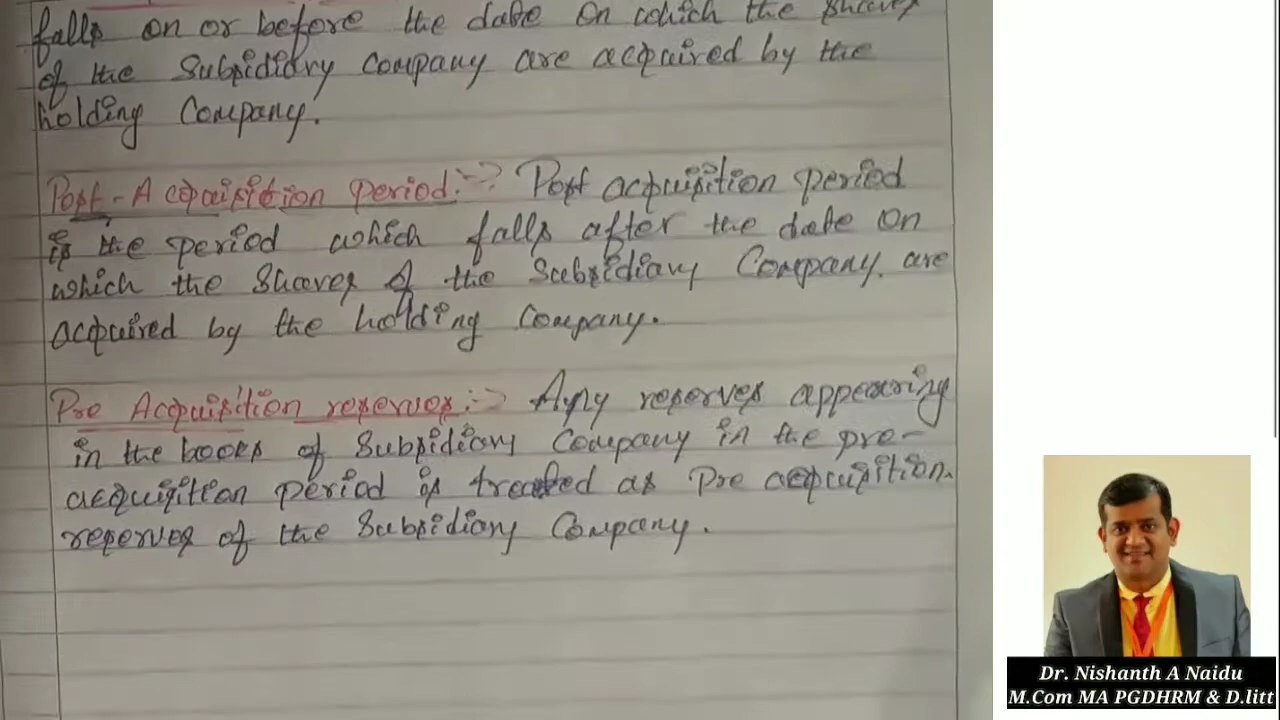 falls on or before the date on which the shares
of the Subsidiary Company are acquired by the
holding Company.
Post-Acquisition Period:-> Post acquisition period
is the period which falls after the date on
which the Shares of the Subsidiary Company are
acquired by the holding Company.
Pre Acquisition reserves:-> Any reserves appearing
in the books of Subsidiary Company in the pre-
acquisition period is treated as Pre acquisition.
reserves of the Subsidiary Company.
Dr. Nishanth A Naidu
M.Com MA PGDHRM & D.litt